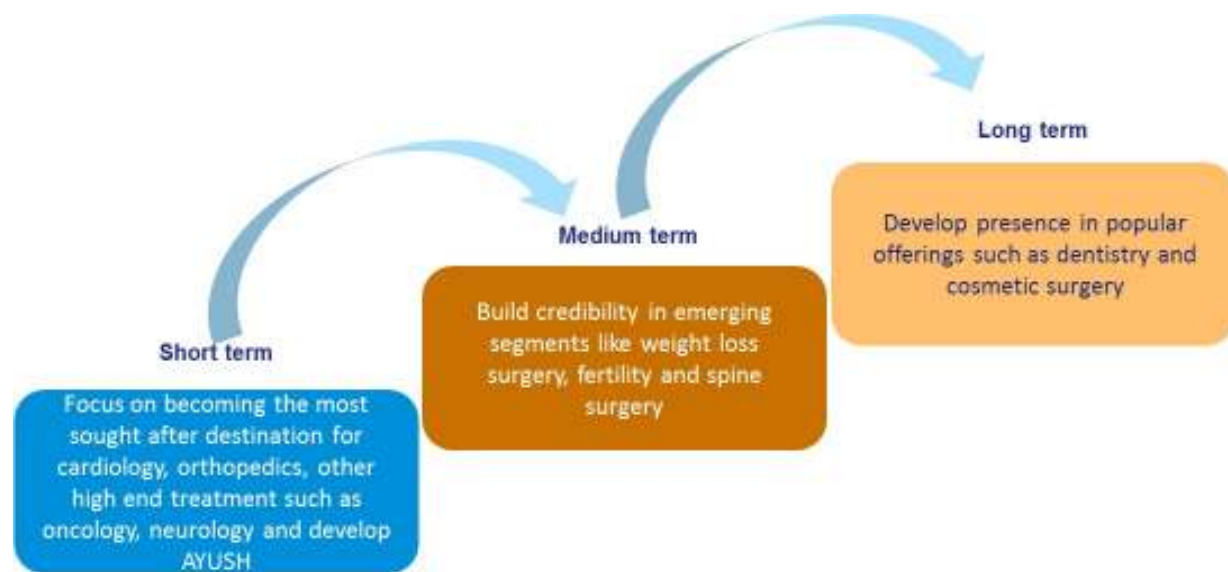 Long term
Develop presence in popular
offerings such as dentistry and
cosmetic surgery
Medium term
Build credibility in emerging
segments like weight loss
surgery, fertility and spine
surgery
Short term
Focus on becoming the most
sought after destination for
cardiology, orthopedics, other
high end treatment such as
oncology, neurology and develop
AYUSH